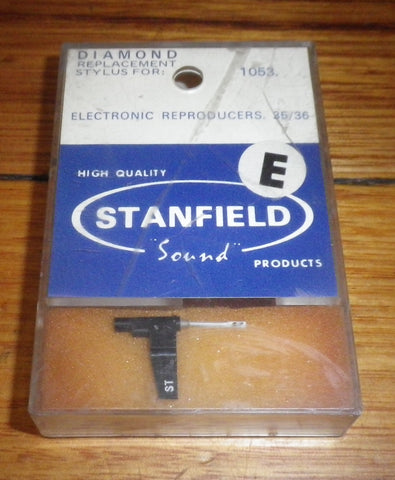 DIAMOND
REPLACEMENT
STYLUS FOR: 1053.
ELECTRONIC REPRODUCERS. 35/36
E
HIGH QUALITY
STANFIELD
"Sound"
PRODUCTS
ST